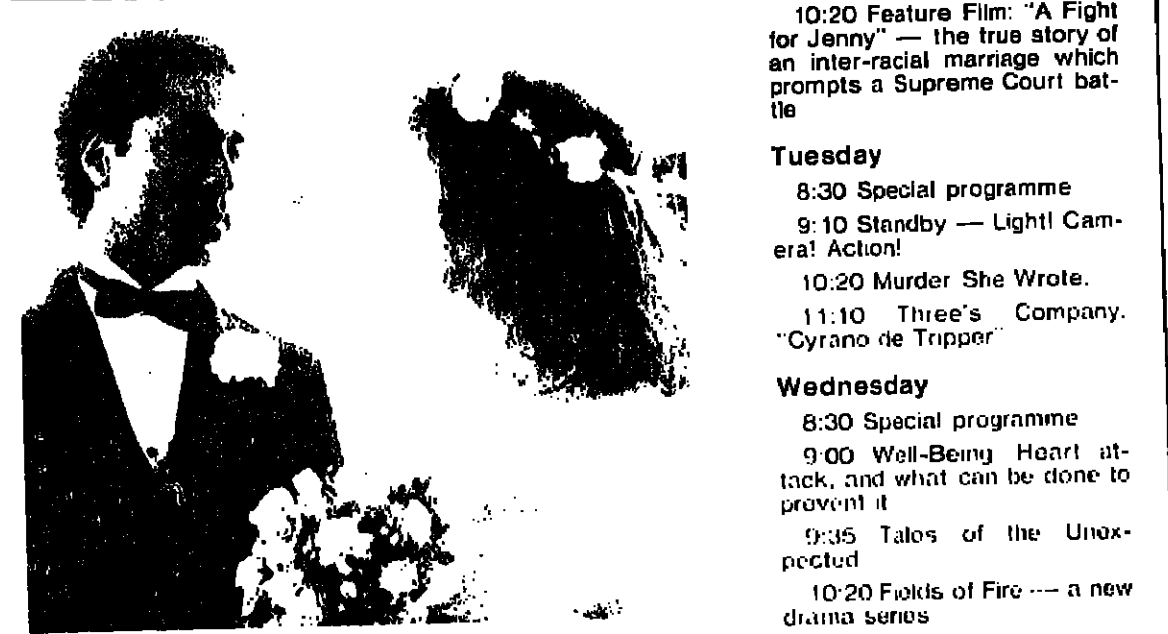 10:20 Feature Film: "A Fight
for Jenny" — the true story of
an inter-racial marriage which
prompts a Supreme Court bat-
tle
Tuesday
8:30 Special programme
9:10 Standby — Light! Cam-
era! Action!
10:20 Murder She Wrote.
11:10 Three's Company.
"Cyrano de Tripper"
Wednesday
8:30 Special programme
9:00 Well-Being Heart at-
tack, and what can be done to
prevent it
9:35 Tales of the Unex-
pected
10:20 Fields of Fire — a new
drama series